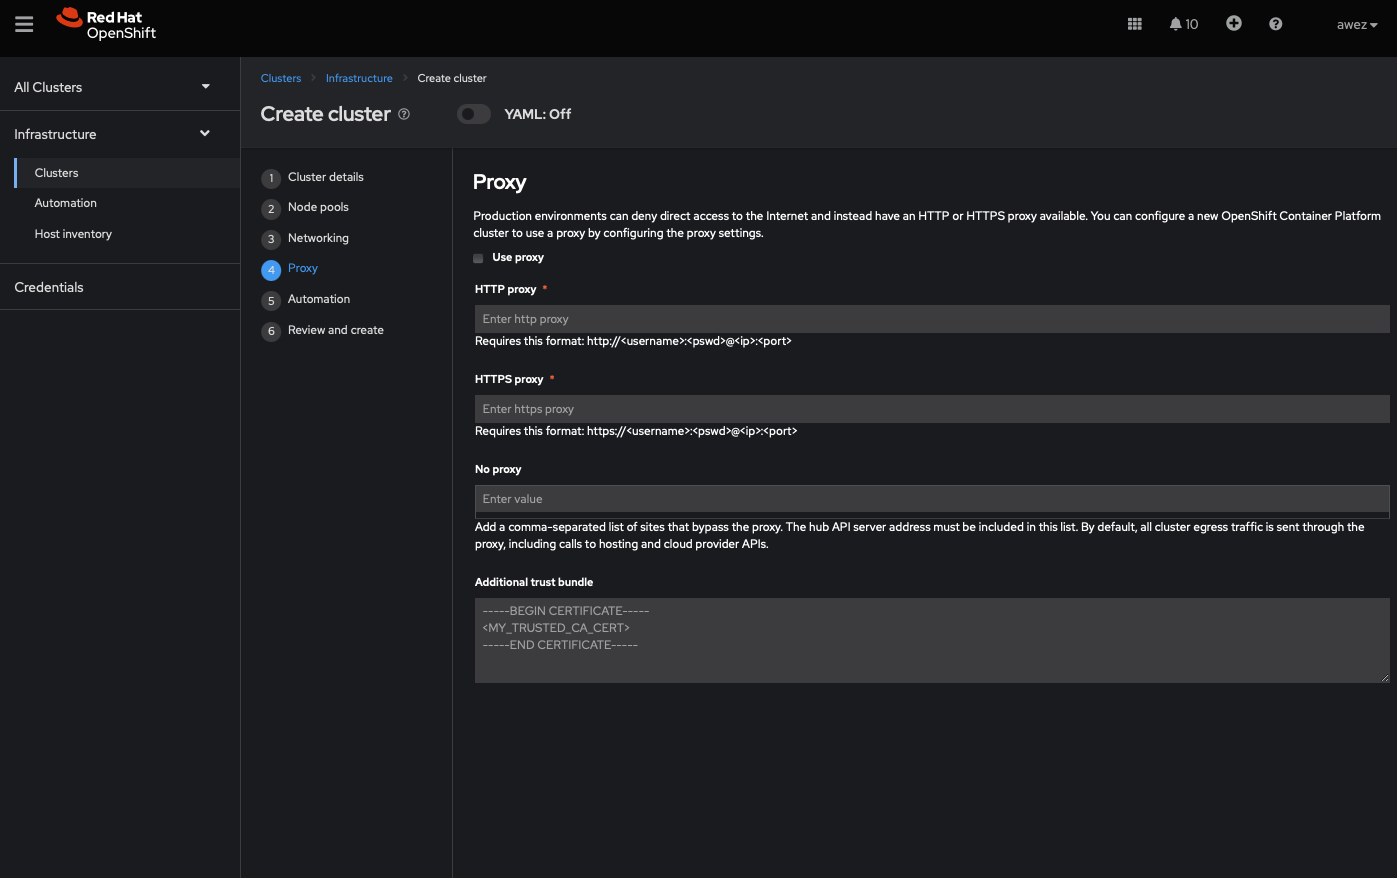 Red Hat
OpenShift
10
awez
All Clusters
Infrastructure
Clusters
Automation
Host inventory
Credentials
Clusters
Infrastructure
Create cluster
Create cluster
YAML: Off
1 Cluster details
2 Node pools
3 Networking
4 Proxy
5 Automation
6 Review and create
Proxy
Production environments can deny direct access to the Internet and instead have an HTTP or HTTPS proxy available. You can configure a new OpenShift Container Platform
cluster to use a proxy by configuring the proxy settings.
Use proxy
HTTP proxy *
Enter http proxy
Requires this format: http://<username>:<pswd>@<ip>:<port>
HTTPS proxy *
Enter https proxy
Requires this format: https://<username>:<pswd>@<ip>:<port>
No proxy
Enter value
Add a comma-separated list of sites that bypass the proxy. The hub API server address must be included in this list. By default, all cluster egress traffic is sent through the
proxy, including calls to hosting and cloud provider APIs.
Additional trust bundle
-----BEGIN CERTIFICATE-----
<MY_TRUSTED_CA_CERT>
-----END CERTIFICATE-----